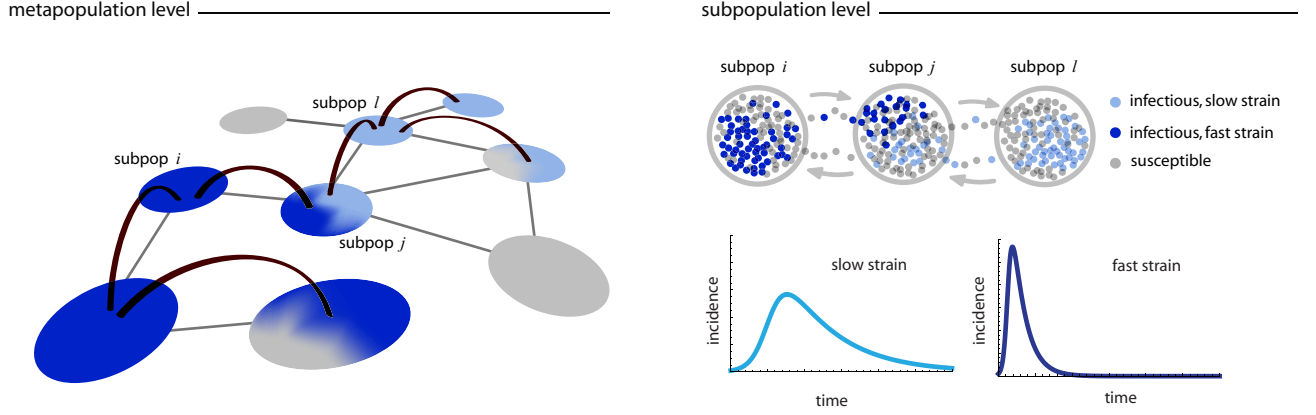 metapopulation level
subpop l
subpop i
subpop j
subpopulation level
subpop i
subpop j
subpop l
infectious, slow strain
infectious, fast strain
susceptible
slow strain
incidence
time
fast strain
incidence
time